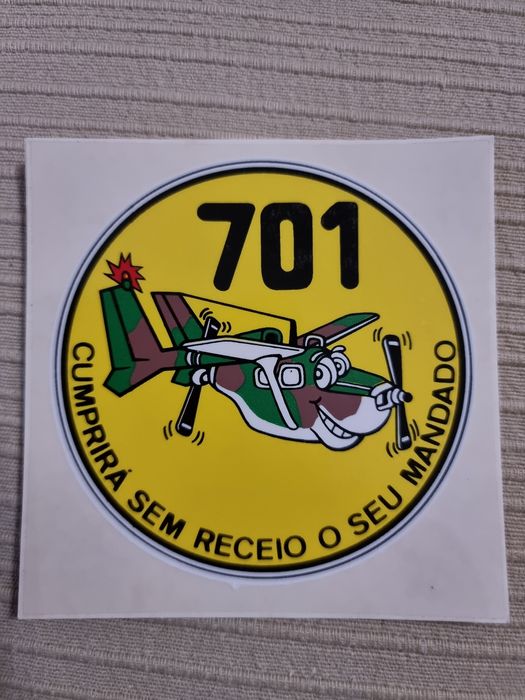 701
CUMPRIRÁ SEM RECEIO O SEU MANDADO